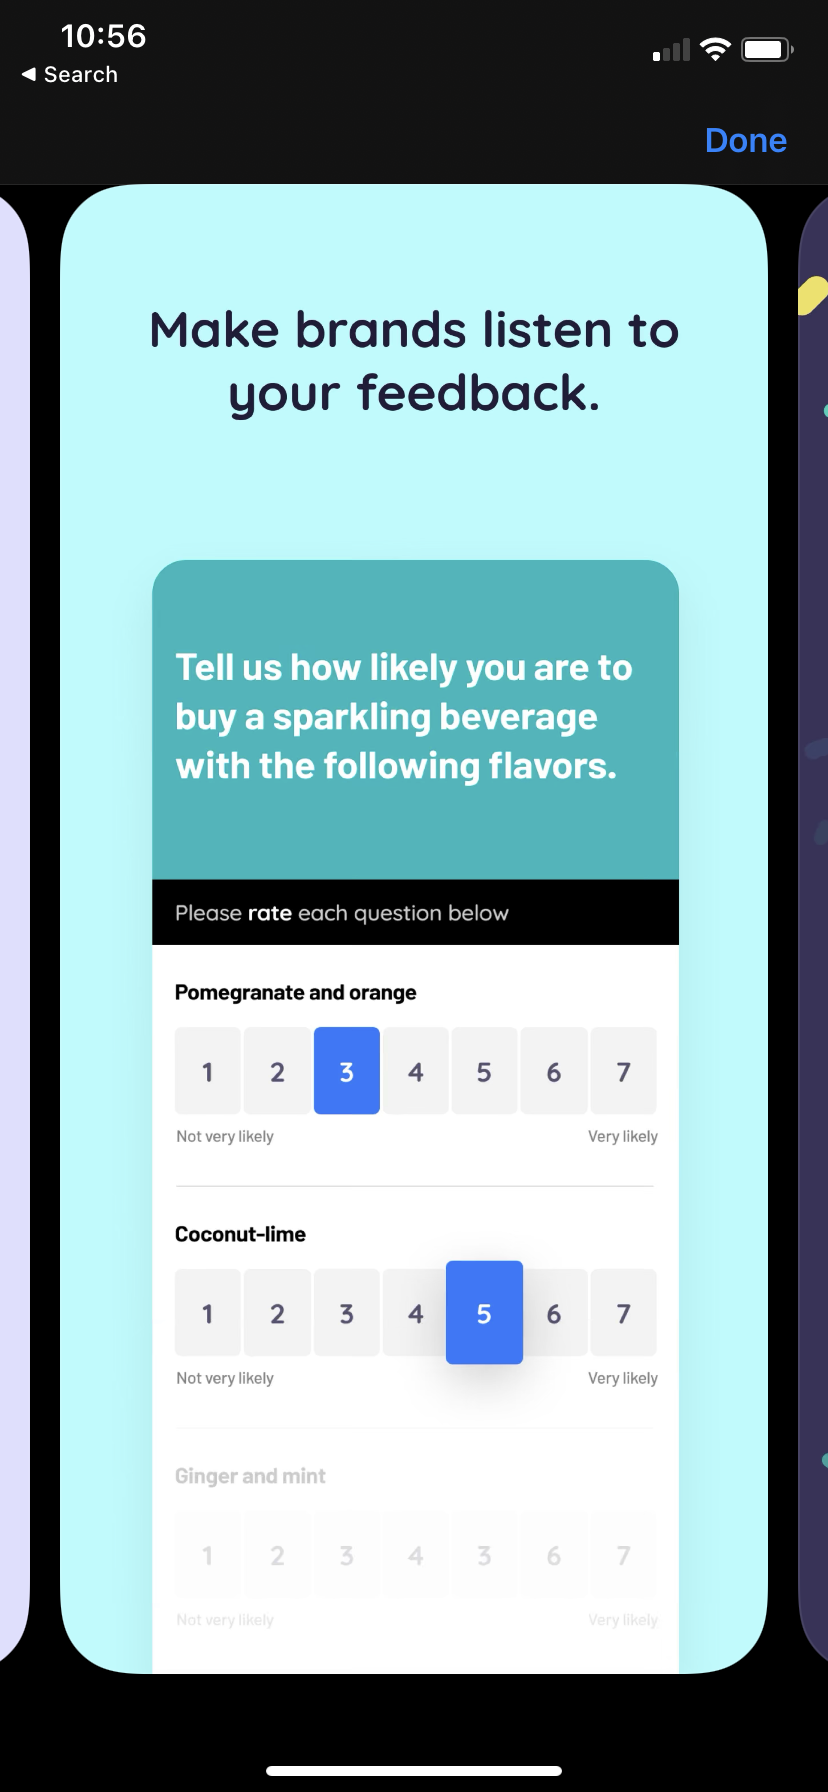 10:56
Search
Done
Make brands listen to
your feedback.
Tell us how likely you are to
buy a sparkling beverage
with the following flavors.
Please rate each question below
Pomegranate and orange
1 2 3 4 5 6 7
Not very likely Very likely
Coconut-lime
1 2 3 4 5 6 7
Not very likely Very likely
Ginger and mint
1 2 3 4 3 6 7
Not very likely Very likely